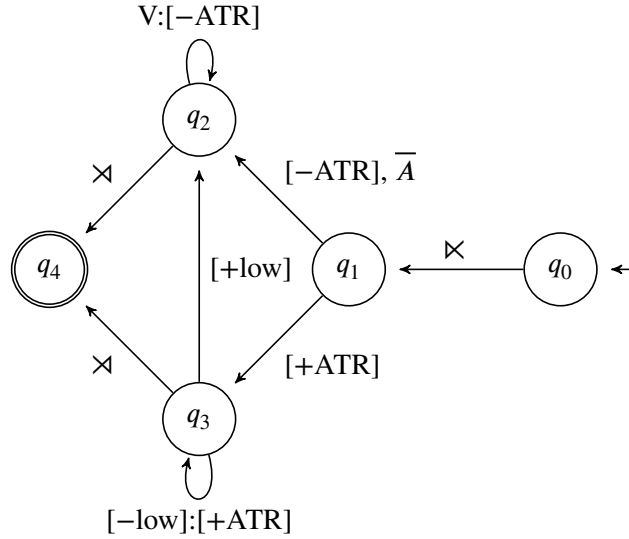 V:[−ATR]
q2
[−ATR], A̅
⋊
q4
[+low]
q1
⋉
q0
⋊
[+ATR]
q3
[−low]:[+ATR]